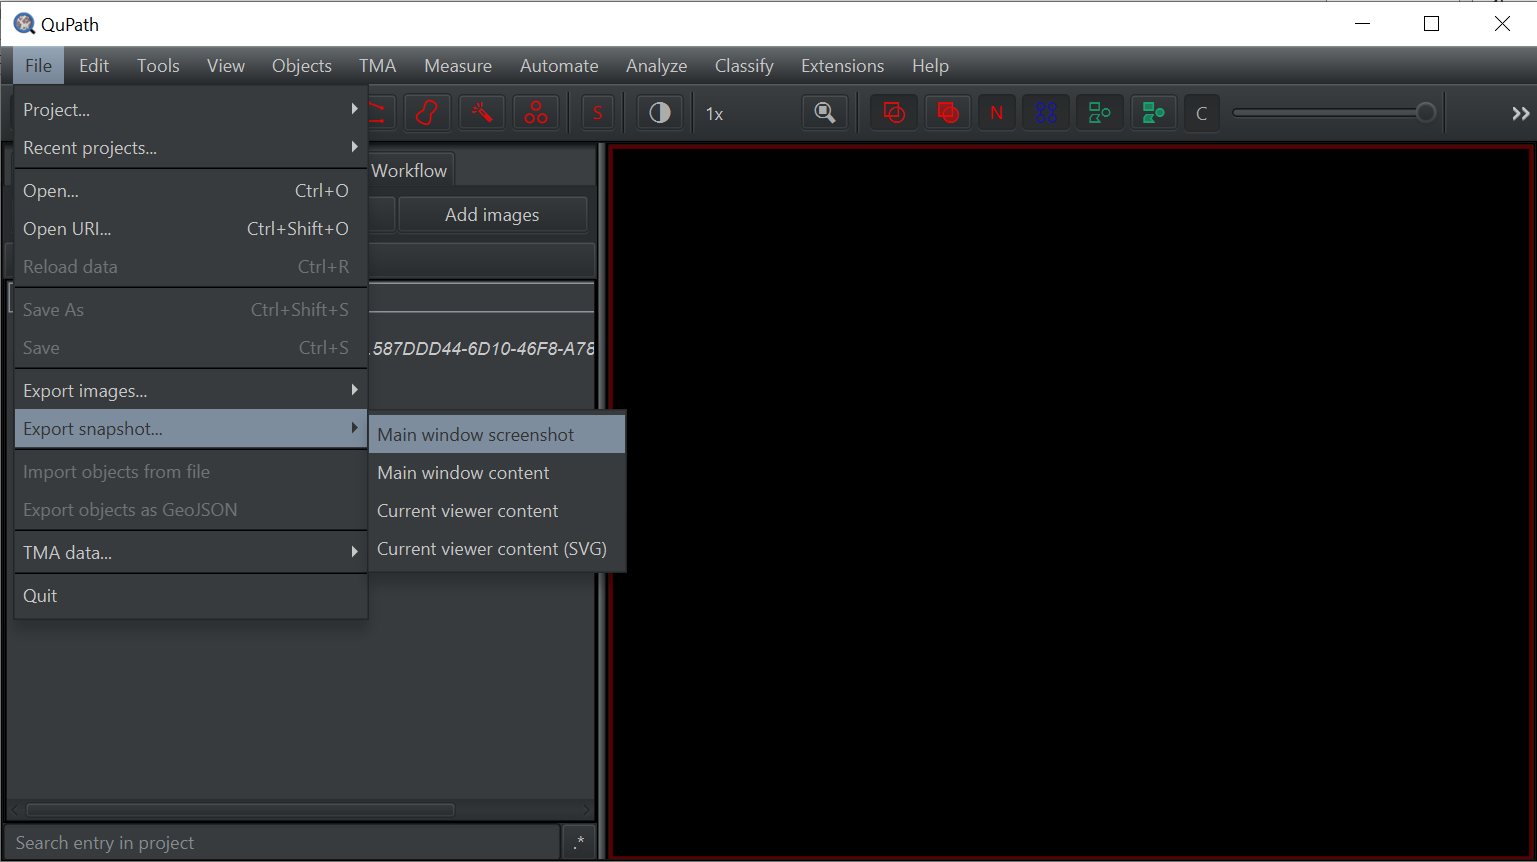 QuPath
File Edit Tools View Objects TMA Measure Automate Analyze Classify Extensions Help
S 1x N C
Project...
Recent projects...
Open... Ctrl+O
Open URI... Ctrl+Shift+O
Reload data Ctrl+R
Save As Ctrl+Shift+S
Save Ctrl+S
Export images...
Export snapshot...
Import objects from file
Export objects as GeoJSON
TMA data...
Quit
Main window screenshot
Main window content
Current viewer content
Current viewer content (SVG)
Workflow
Add images
587DDD44-6D10-46F8-A78
Search entry in project .*